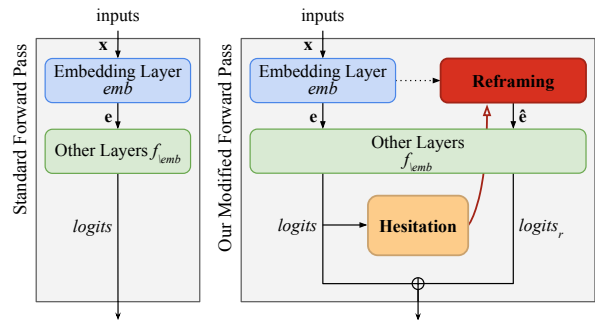 Standard Forward Pass
inputs
x
Embedding Layer
emb
e
Other Layers f\emb
logits
Our Modified Forward Pass
inputs
x
Embedding Layer
emb
Reframing
e
ê
Other Layers
f\emb
logits
Hesitation
logits_r